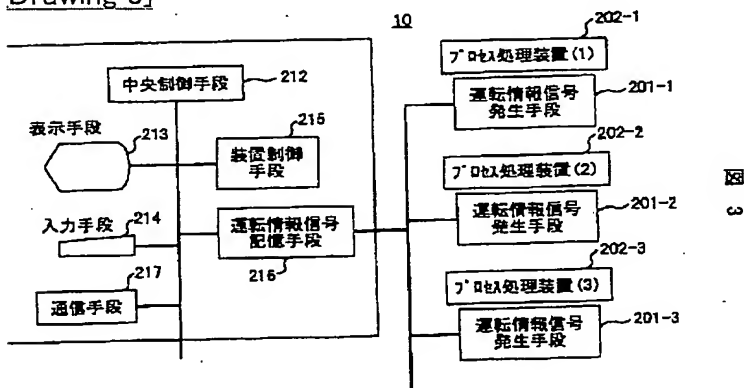 Drawing 3]
10
中央制御手段
212
表示手段
213
215
装置制御
手段
入力手段
214
運転情報信号
記憶手段
216
217
通信手段
202-1
プロセス処理装置(1)
運転情報信号
発生手段
201-1
202-2
プロセス処理装置(2)
運転情報信号
発生手段
201-2
202-3
プロセス処理装置(3)
運転情報信号
発生手段
201-3
図3